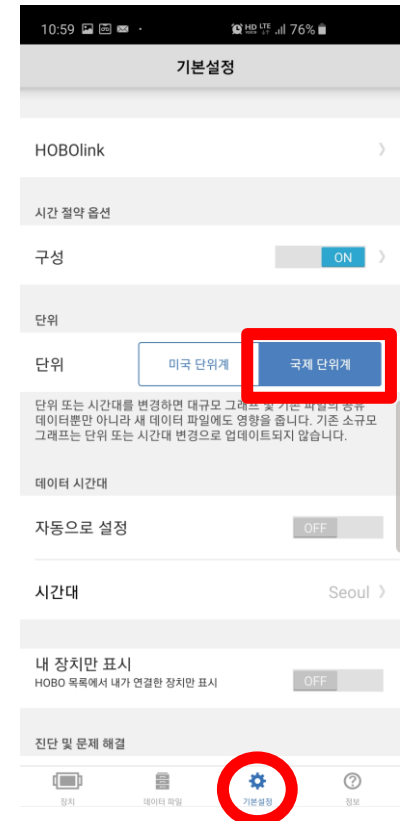 10:59 HD LTE 76%
기본설정
HOBOlink
시간 절약 옵션
구성 ON
단위
단위 미국 단위계 국제 단위계
단위 또는 시간대를 변경하면 대규모 그래프 및 기존 파일의 공유
데이터뿐만 아니라 새 데이터 파일에도 영향을 줍니다. 기존 소규모
그래프는 단위 또는 시간대 변경으로 업데이트되지 않습니다.
데이터 시간대
자동으로 설정 OFF
시간대 Seoul
내 장치만 표시
HOBO 목록에서 내가 연결한 장치만 표시 OFF
진단 및 문제 해결
장치 데이터 파일 기본설정 정보